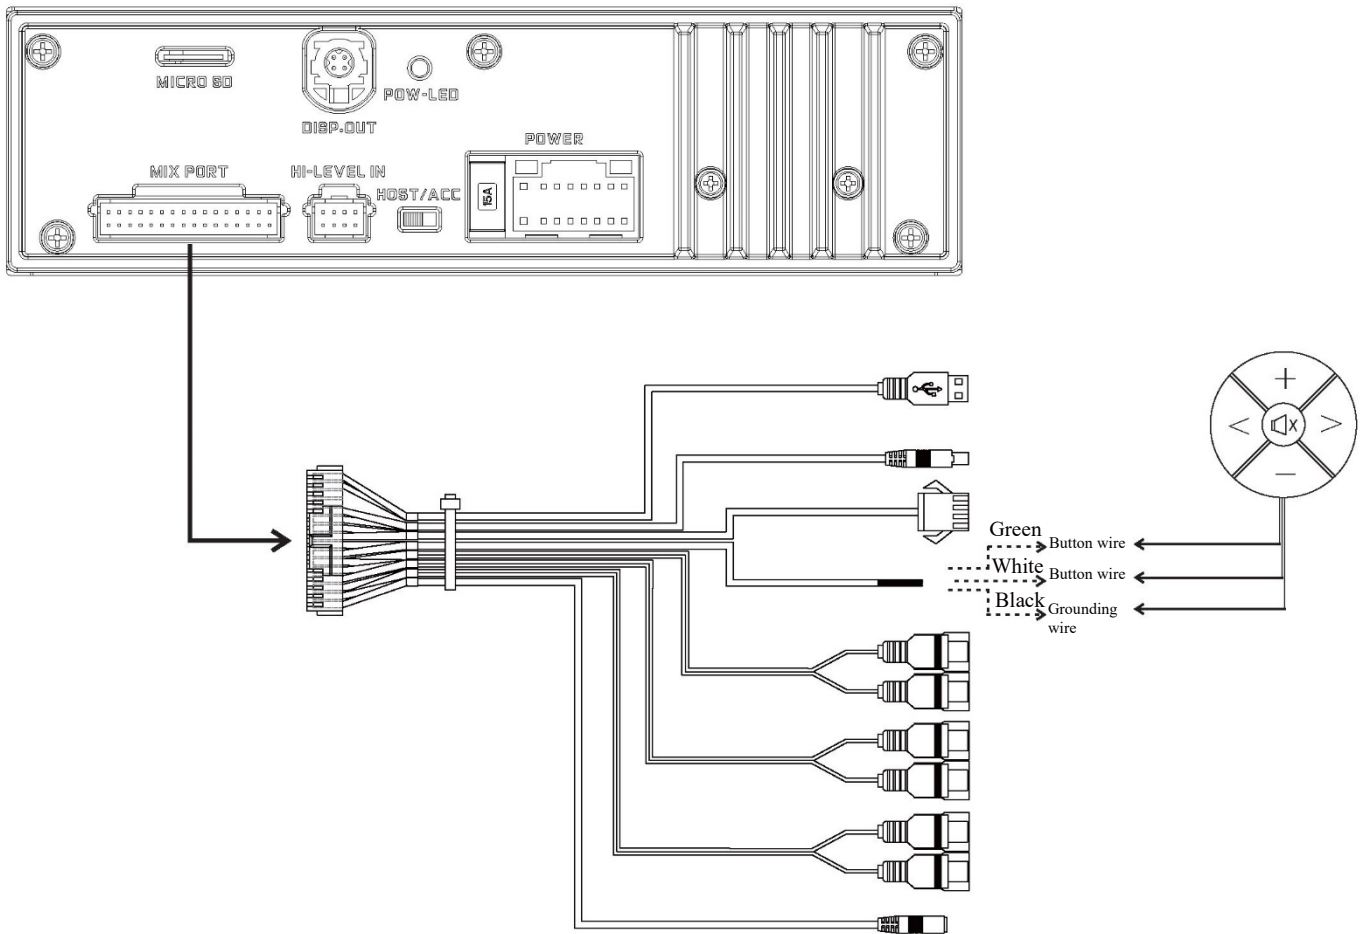 MICRO SD
POW-LED
DISP.OUT
POWER
MIX PORT
HI-LEVEL IN
HOST/ACC
15A
Green
Button wire
White
Button wire
Black
Grounding
wire